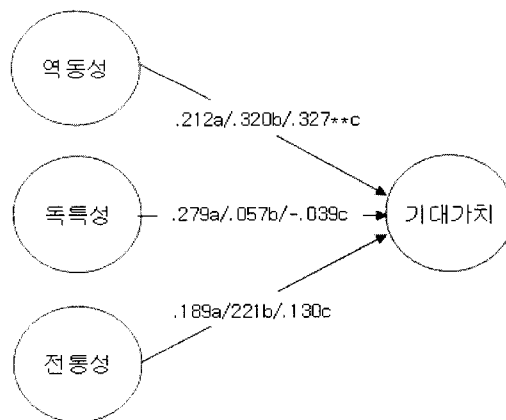 역동성
.212a/.320b/.327**c
독특성
.279a/.057b/-.039c
기대가치
.189a/221b/.130c
전통성